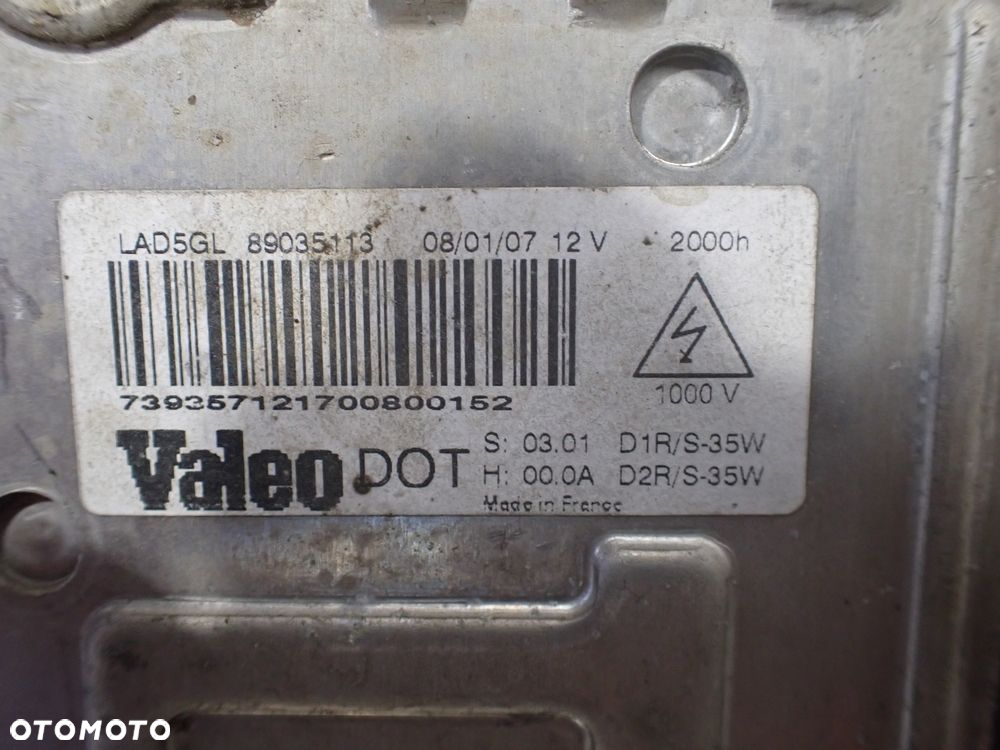 LAD5GL 89035113 08/01/07 12 V 2000h
1000 V
739357121700800152
Valeo DOT
S: 03.01 D1R/S-35W
H: 00.0A D2R/S-35W
Made in France
OTOMOTO